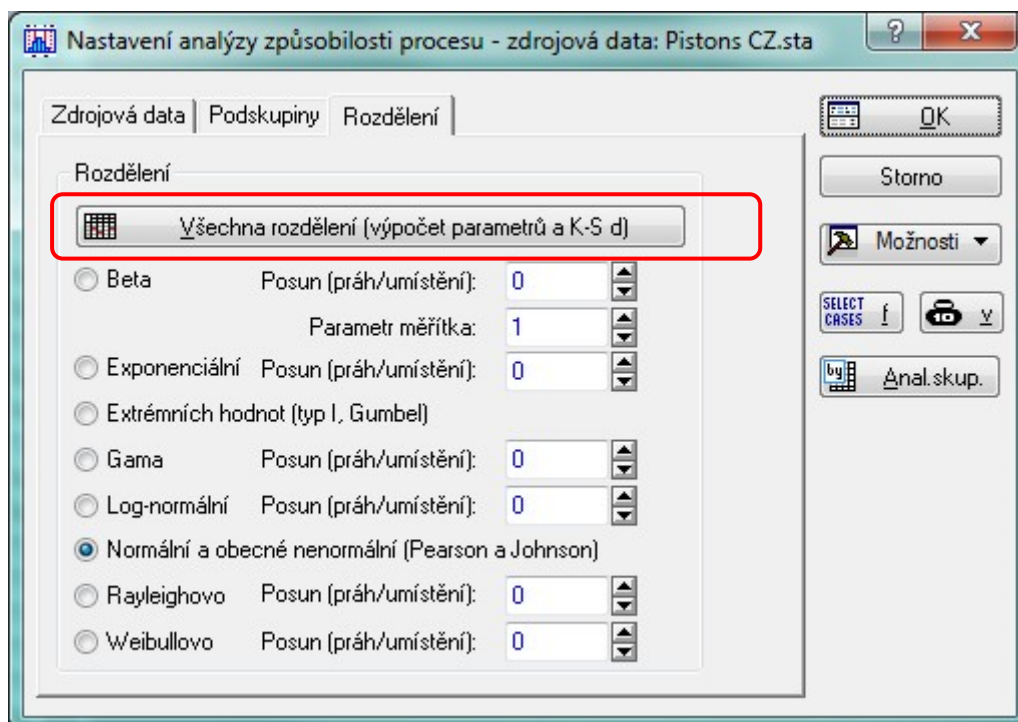 Nastavení analýzy způsobilosti procesu - zdrojová data: Pistons CZ.sta
Zdrojová data Podskupiny Rozdělení
Rozdělení
Všechna rozdělení (výpočet parametrů a K-S d)
Beta Posun (práh/umístění): 0
Parametr měřítka: 1
Exponenciální Posun (práh/umístění): 0
Extrémních hodnot (typ I, Gumbel)
Gama Posun (práh/umístění): 0
Log-normální Posun (práh/umístění): 0
Normální a obecné nenormální (Pearson a Johnson)
Rayleighovo Posun (práh/umístění): 0
Weibullovo Posun (práh/umístění): 0
OK
Storno
Možnosti
SELECT CASES f 10 v
by Anal.skup.